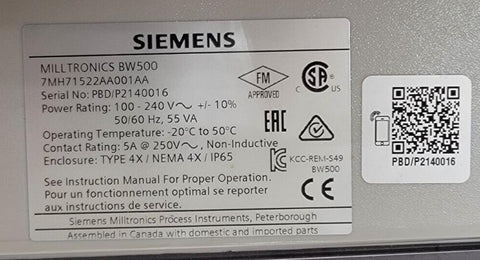 SIEMENS
MILLTRONICS BW500
7MH71522AA001AA
Serial No: PBD/P2140016
Power Rating: 100 - 240V ~ +/- 10%
50/60 Hz, 55 VA
Operating Temperature: -20°C to 50°C
Contact Rating: 5A @ 250V ~, Non-Inductive
Enclosure: TYPE 4X / NEMA 4X / IP65
See Instruction Manual For Proper Operation.
Pour un fonctionnement optimal se reporter
aux instructions de service.
FM
APPROVED
CSA
C US
EAC
KCC-REM-S49
BW500
CE
Siemens Milltronics Process Instruments, Peterborough
Assembled in Canada with domestic and imported parts
PBD/P2140016